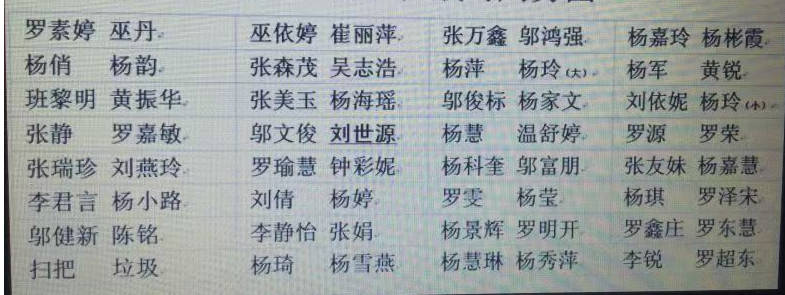 罗素婷 巫丹 巫依婷 崔丽萍 张万鑫 邬鸿强 杨嘉玲 杨彬霞
杨俏 杨韵 张森茂 吴志浩 杨萍 杨玲(大) 杨军 黄锐
班黎明 黄振华 张美玉 杨海瑶 邬俊标 杨家文 刘依妮 杨玲(小)
张静 罗嘉敏 邬文俊 刘世源 杨慧 温舒婷 罗源 罗荣
张瑞珍 刘燕玲 罗瑜慧 钟彩妮 杨科奎 邬富朋 张友妹 杨嘉慧
李君言 杨小路 刘倩 杨婷 罗雯 杨莹 杨琪 罗泽宋
邬健新 陈铭 李静怡 张娟 杨景辉 罗明开 罗鑫庄 罗东慧
扫把 垃圾 杨琦 杨雪燕 杨慧琳 杨秀萍 李锐 罗超东